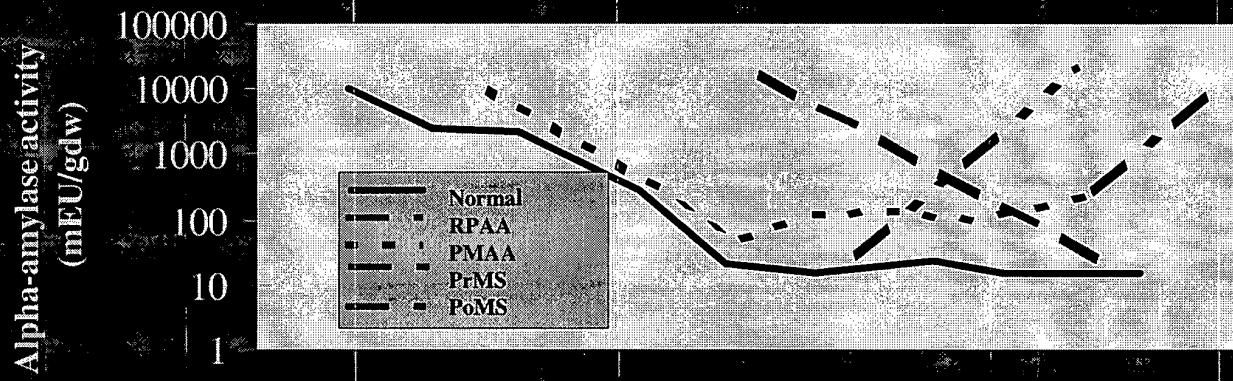 Alpha-amylase activity
(mEU/gdw)
100000
10000
1000
100
10
1
Normal
RPAA
PMAA
PrMS
PoMS